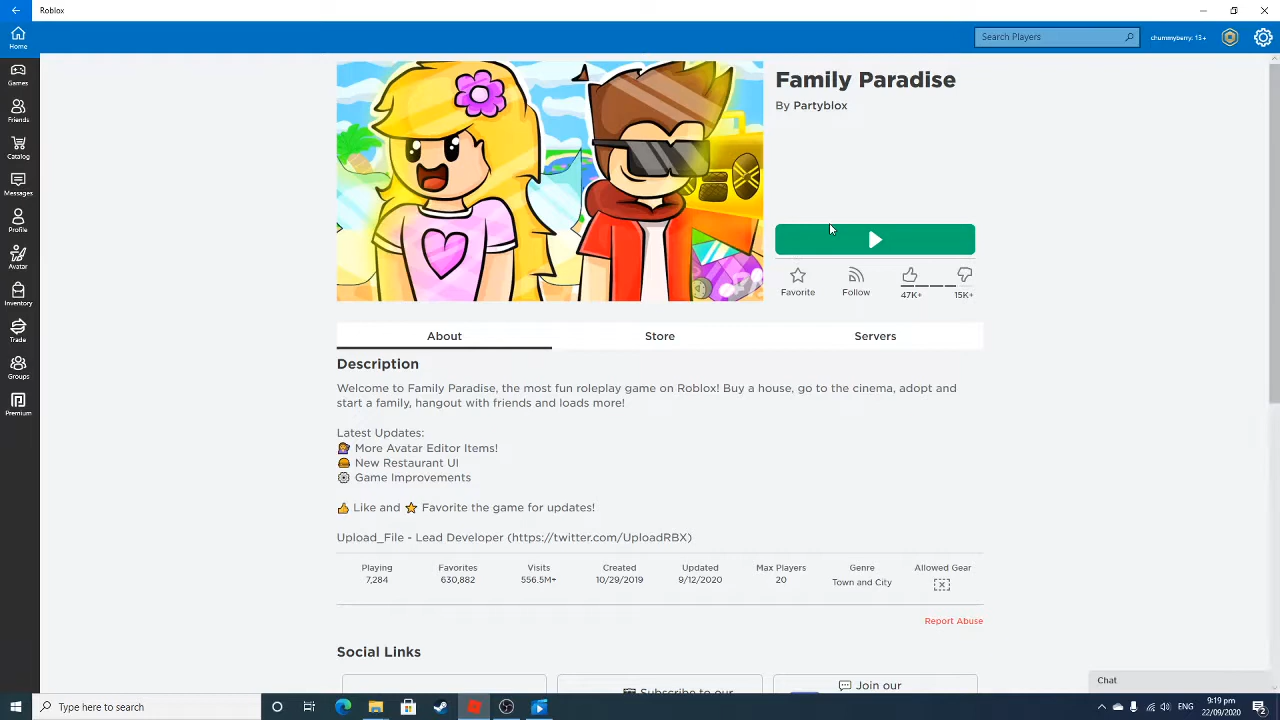 Roblox
Home
Search Players
chummyberry: 13+
Games
Friends
Catalog
Messages
Profile
Avatar
Inventory
Trade
Groups
Premium
Family Paradise
By Partyblox
Favorite
Follow
47K+
15K+
About
Store
Servers
Description
Welcome to Family Paradise, the most fun roleplay game on Roblox! Buy a house, go to the cinema, adopt and
start a family, hangout with friends and loads more!
Latest Updates:
More Avatar Editor Items!
New Restaurant UI
Game Improvements
Like and ⭐ Favorite the game for updates!
Upload_File - Lead Developer (https://twitter.com/UploadRBX)
Playing Favorites Visits Created Updated Max Players Genre Allowed Gear
7,284 630,882 556.5M+ 10/29/2019 9/12/2020 20 Town and City
Report Abuse
Social Links
Subscribe to our
Join our
Chat
Type here to search
ENG
9:19 pm
22/09/2020